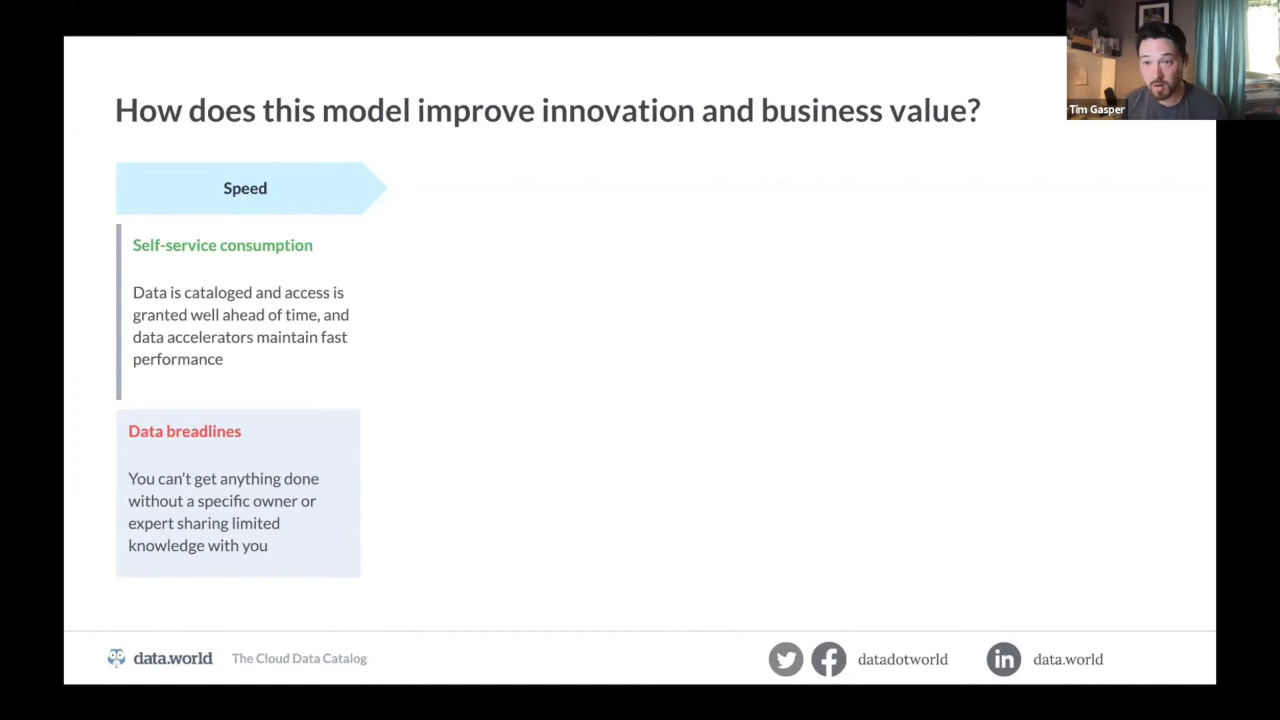 How does this model improve innovation and business value?
Tim Gasper
Speed
Self-service consumption
Data is cataloged and access is
granted well ahead of time, and
data accelerators maintain fast
performance
Data breadlines
You can't get anything done
without a specific owner or
expert sharing limited
knowledge with you
data.world
The Cloud Data Catalog
datadotworld
in
data.world